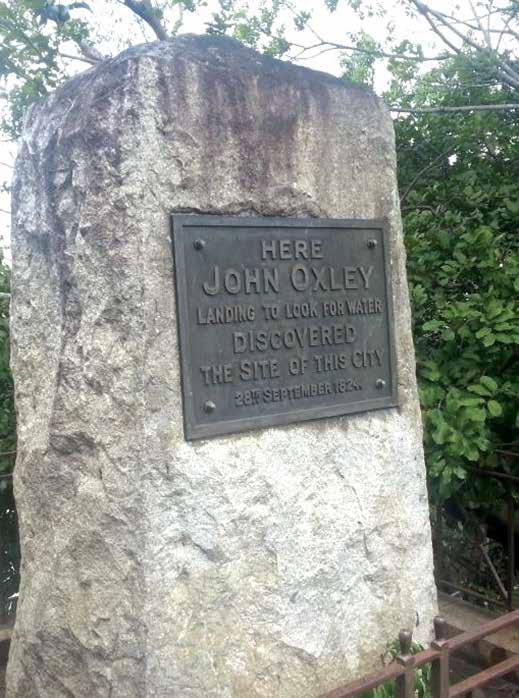 HERE
JOHN OXLEY
LANDING TO LOOK FOR WATER
DISCOVERED
THE SITE OF THIS CITY
28TH SEPTEMBER 1824